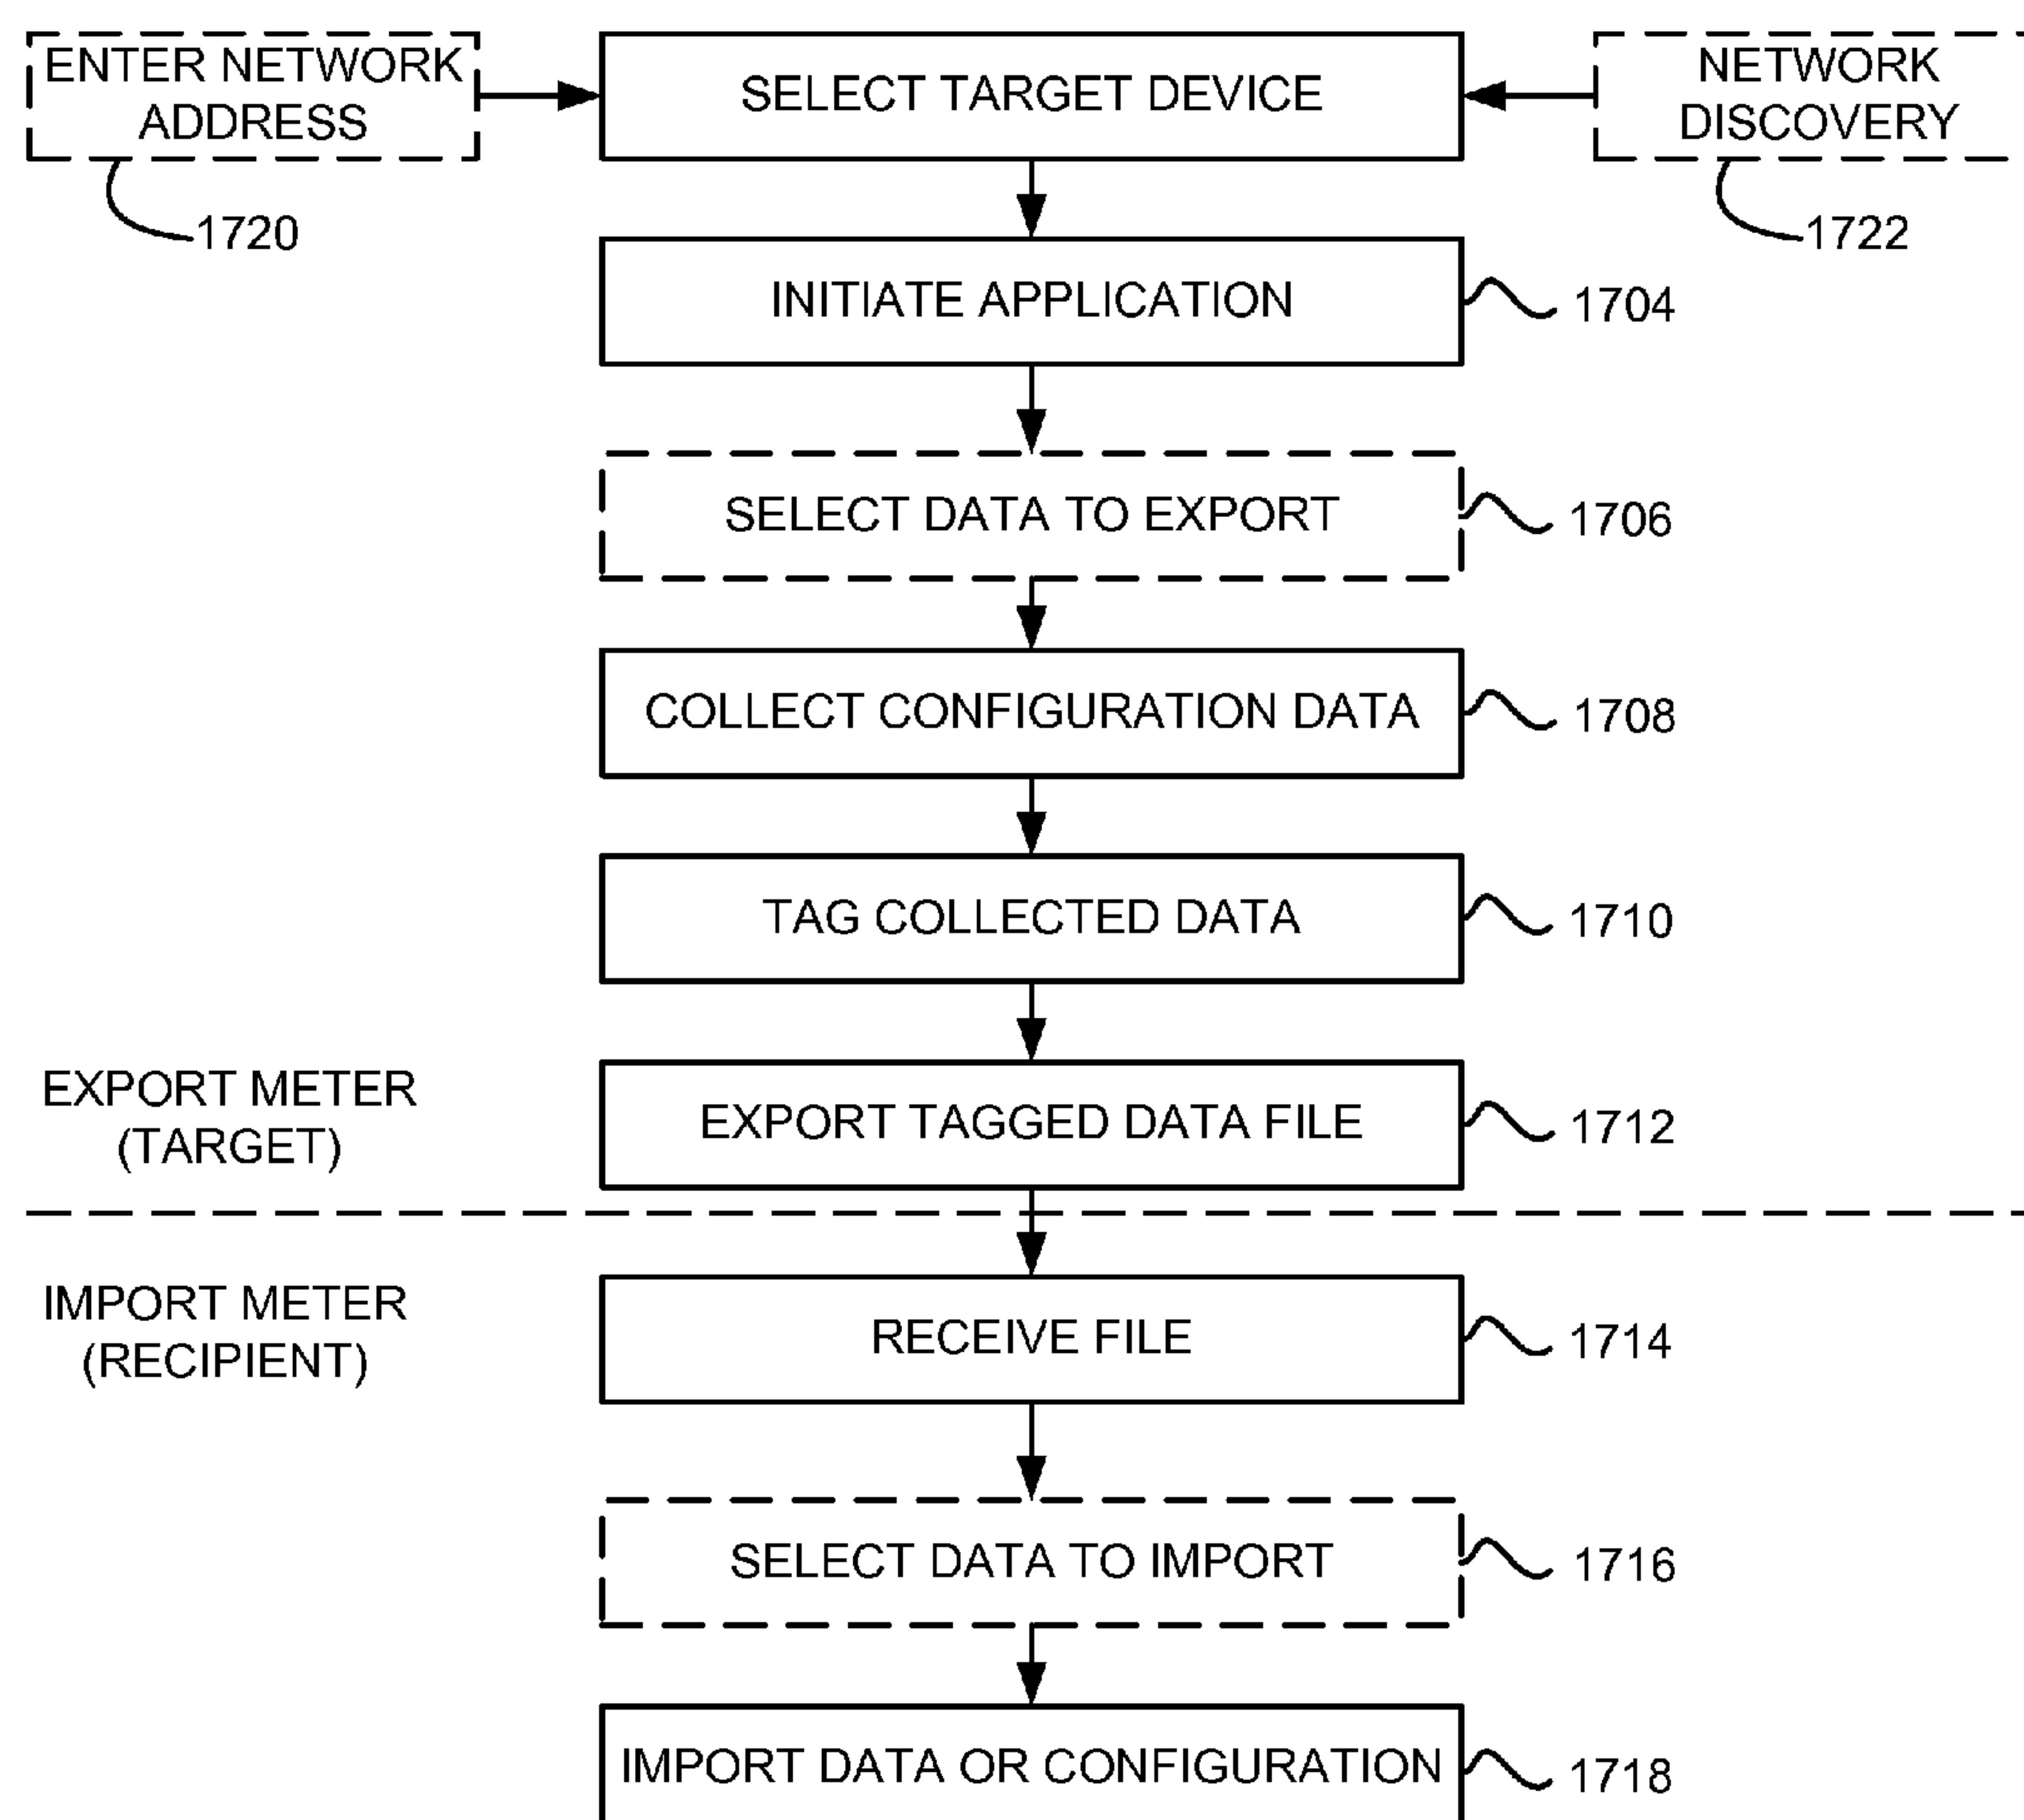 ENTER NETWORK
ADDRESS
SELECT TARGET DEVICE
NETWORK
DISCOVERY
1720
1722
INITIATE APPLICATION
1704
SELECT DATA TO EXPORT
1706
COLLECT CONFIGURATION DATA
1708
TAG COLLECTED DATA
1710
EXPORT METER
(TARGET)
EXPORT TAGGED DATA FILE
1712
IMPORT METER
(RECIPIENT)
RECEIVE FILE
1714
SELECT DATA TO IMPORT
1716
IMPORT DATA OR CONFIGURATION
1718